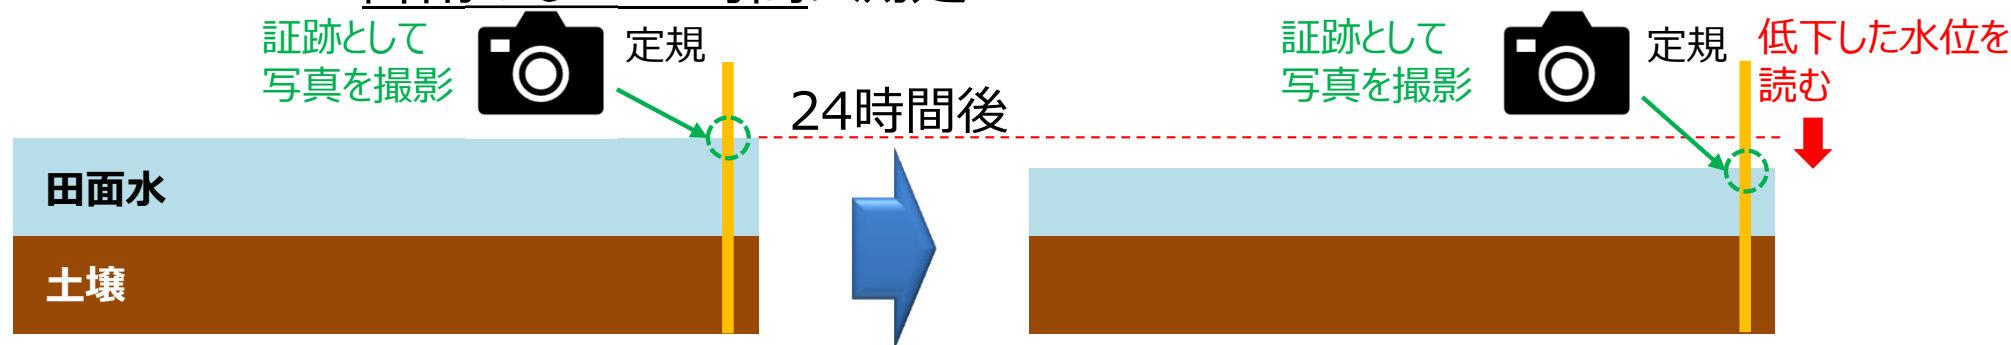 証跡として
写真を撮影
定規
24時間後
証跡として
写真を撮影
定規
低下した水位を
読む
田面水
土壌